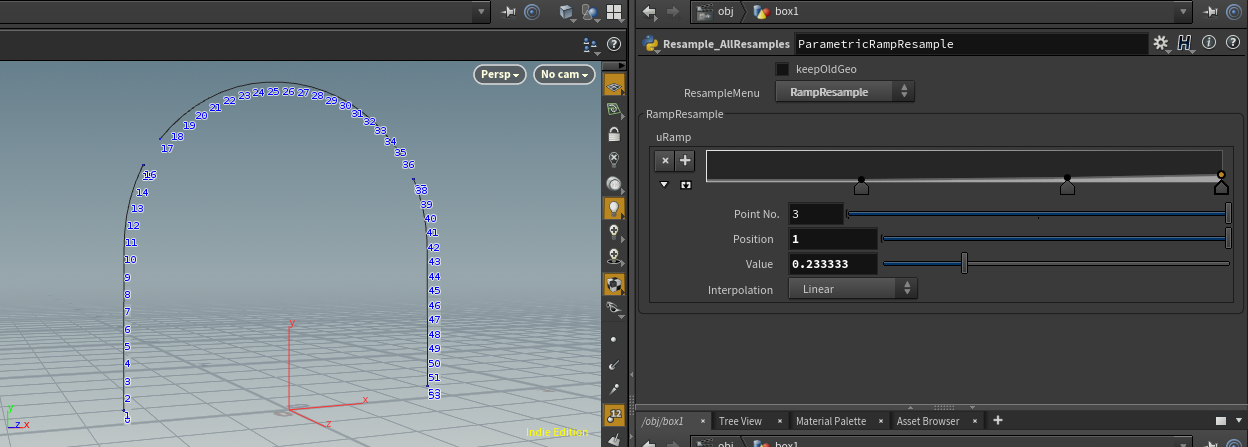 obj
box1
Resample_AllResamples
ParametricRampResample
Persp
No cam
keepOldGeo
ResampleMenu
RampResample
RampResample
uRamp
Point No.
3
Position
1
Value
0.233333
Interpolation
Linear
25
24
26
23
27
22
28
21
29
20
30
19
31
18
32
17
33
34
35
16
36
14
38
13
39
12
40
11
41
10
42
9
43
8
44
7
45
6
46
5
47
4
48
3
49
2
50
1
51
0
53
y
x
z
y
z
x
Indie Edition
12
/obj/box1
Tree View
Material Palette
Asset Browser
obj
box1